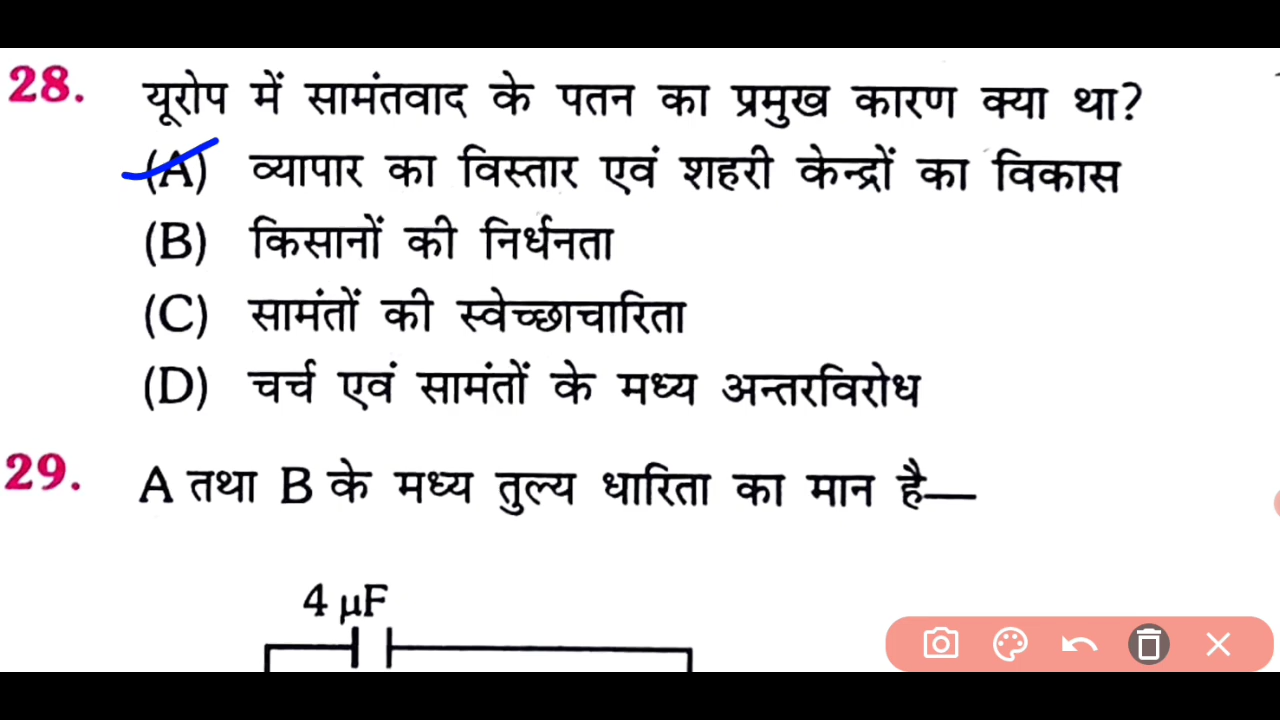 28. यूरोप में सामंतवाद के पतन का प्रमुख कारण क्या था?
(A) व्यापार का विस्तार एवं शहरी केन्द्रों का विकास
(B) किसानों की निर्धनता
(C) सामंतों की स्वेच्छाचारिता
(D) चर्च एवं सामंतों के मध्य अन्तरविरोध
29. A तथा B के मध्य तुल्य धारिता का मान है—
4 μF